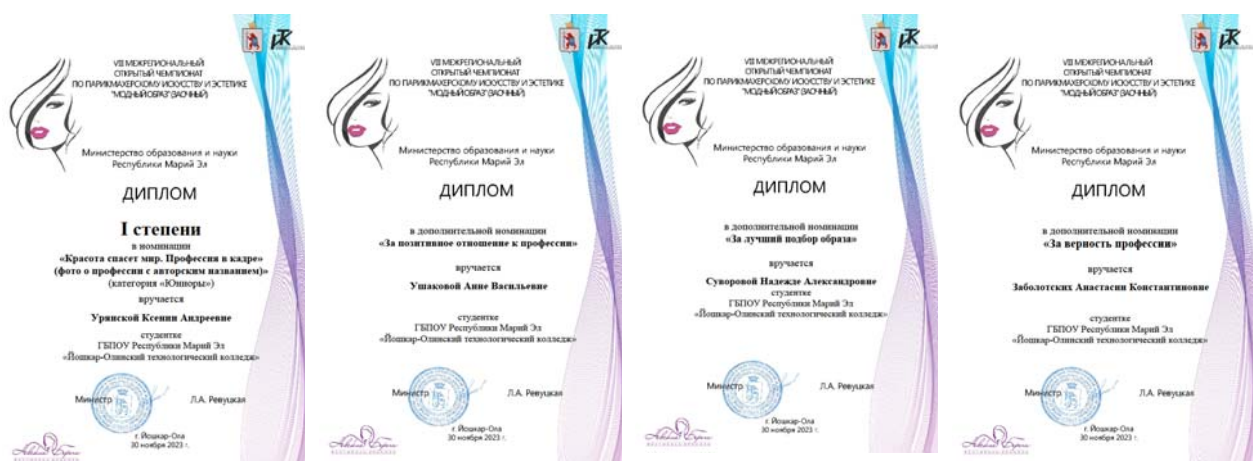 VII МЕЖРЕГИОНАЛЬНЫЙ
ОТКРЫТЫЙ ЧЕМПИОНАТ
ПО ПАРИКМАХЕРСКОМУ ИСКУССТВУ И ЭСТЕТИКЕ
"МОДНЫЙ ОБРАЗ" (ЗАОЧНЫЙ)
Министерство образования и науки
Республики Марий Эл
ДИПЛОМ
I степени
в номинации
«Красота спасет мир. Профессия в кадре»
(фото о профессии с авторским названием)»
(категория «Юниоры»)
вручается
Урянской Ксении Андреевне
студентке
ГБПОУ Республики Марий Эл
«Йошкар-Олинский технологический колледж»
Министр Л.А. Ревуцкая
г. Йошкар-Ола
30 ноября 2023 г.
VII МЕЖРЕГИОНАЛЬНЫЙ
ОТКРЫТЫЙ ЧЕМПИОНАТ
ПО ПАРИКМАХЕРСКОМУ ИСКУССТВУ И ЭСТЕТИКЕ
"МОДНЫЙ ОБРАЗ" (ЗАОЧНЫЙ)
Министерство образования и науки
Республики Марий Эл
ДИПЛОМ
в дополнительной номинации
«За позитивное отношение к профессии»
вручается
Ушаковой Анне Васильевне
студентке
ГБПОУ Республики Марий Эл
«Йошкар-Олинский технологический колледж»
Министр Л.А. Ревуцкая
г. Йошкар-Ола
30 ноября 2023 г.
VII МЕЖРЕГИОНАЛЬНЫЙ
ОТКРЫТЫЙ ЧЕМПИОНАТ
ПО ПАРИКМАХЕРСКОМУ ИСКУССТВУ И ЭСТЕТИКЕ
"МОДНЫЙ ОБРАЗ" (ЗАОЧНЫЙ)
Министерство образования и науки
Республики Марий Эл
ДИПЛОМ
в дополнительной номинации
«За лучший подбор образа»
вручается
Суворовой Надежде Александровне
студентке
ГБПОУ Республики Марий Эл
«Йошкар-Олинский технологический колледж»
Министр Л.А. Ревуцкая
г. Йошкар-Ола
30 ноября 2023 г.
VII МЕЖРЕГИОНАЛЬНЫЙ
ОТКРЫТЫЙ ЧЕМПИОНАТ
ПО ПАРИКМАХЕРСКОМУ ИСКУССТВУ И ЭСТЕТИКЕ
"МОДНЫЙ ОБРАЗ" (ЗАОЧНЫЙ)
Министерство образования и науки
Республики Марий Эл
ДИПЛОМ
в дополнительной номинации
«За верность профессии»
вручается
Заболотских Анастасии Константиновне
студентке
ГБПОУ Республики Марий Эл
«Йошкар-Олинский технологический колледж»
Министр Л.А. Ревуцкая
г. Йошкар-Ола
30 ноября 2023 г.